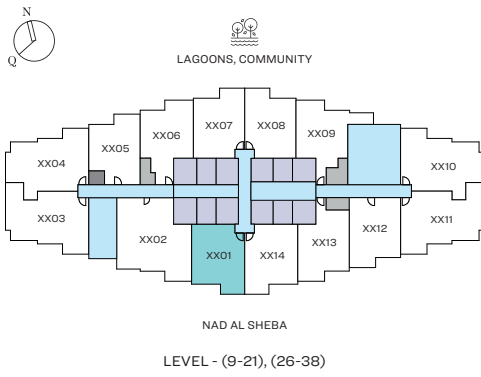 N
Q
LAGOONS, COMMUNITY
XX07
XX08
XX06
XX09
XX05
XX04
XX10
XX03
XX11
XX02
XX12
XX13
XX01
XX14
NAD AL SHEBA
LEVEL - (9-21), (26-38)